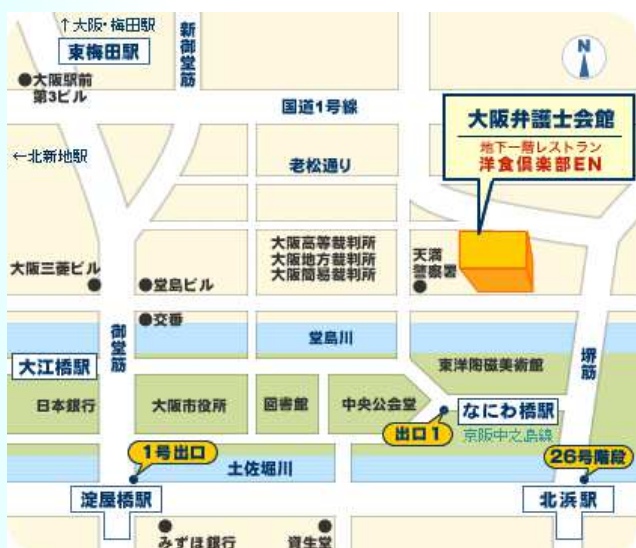 ↑大阪・梅田駅
東梅田駅
新御堂筋
N
●大阪駅前
第3ビル
国道1号線
大阪弁護士会館
地下一階レストラン
洋食倶楽部EN
←北新地駅
老松通り
大阪高等裁判所
大阪地方裁判所
大阪簡易裁判所
天満
警察署
大阪三菱ビル
堂島ビル
交番
御堂筋
堂島川
堺筋
大江橋駅
東洋陶磁美術館
日本銀行
大阪市役所
図書館
中央公会堂
なにわ橋駅
出口1
京阪中之島線
1号出口
土佐堀川
26号階段
淀屋橋駅
北浜駅
みずほ銀行
資生堂